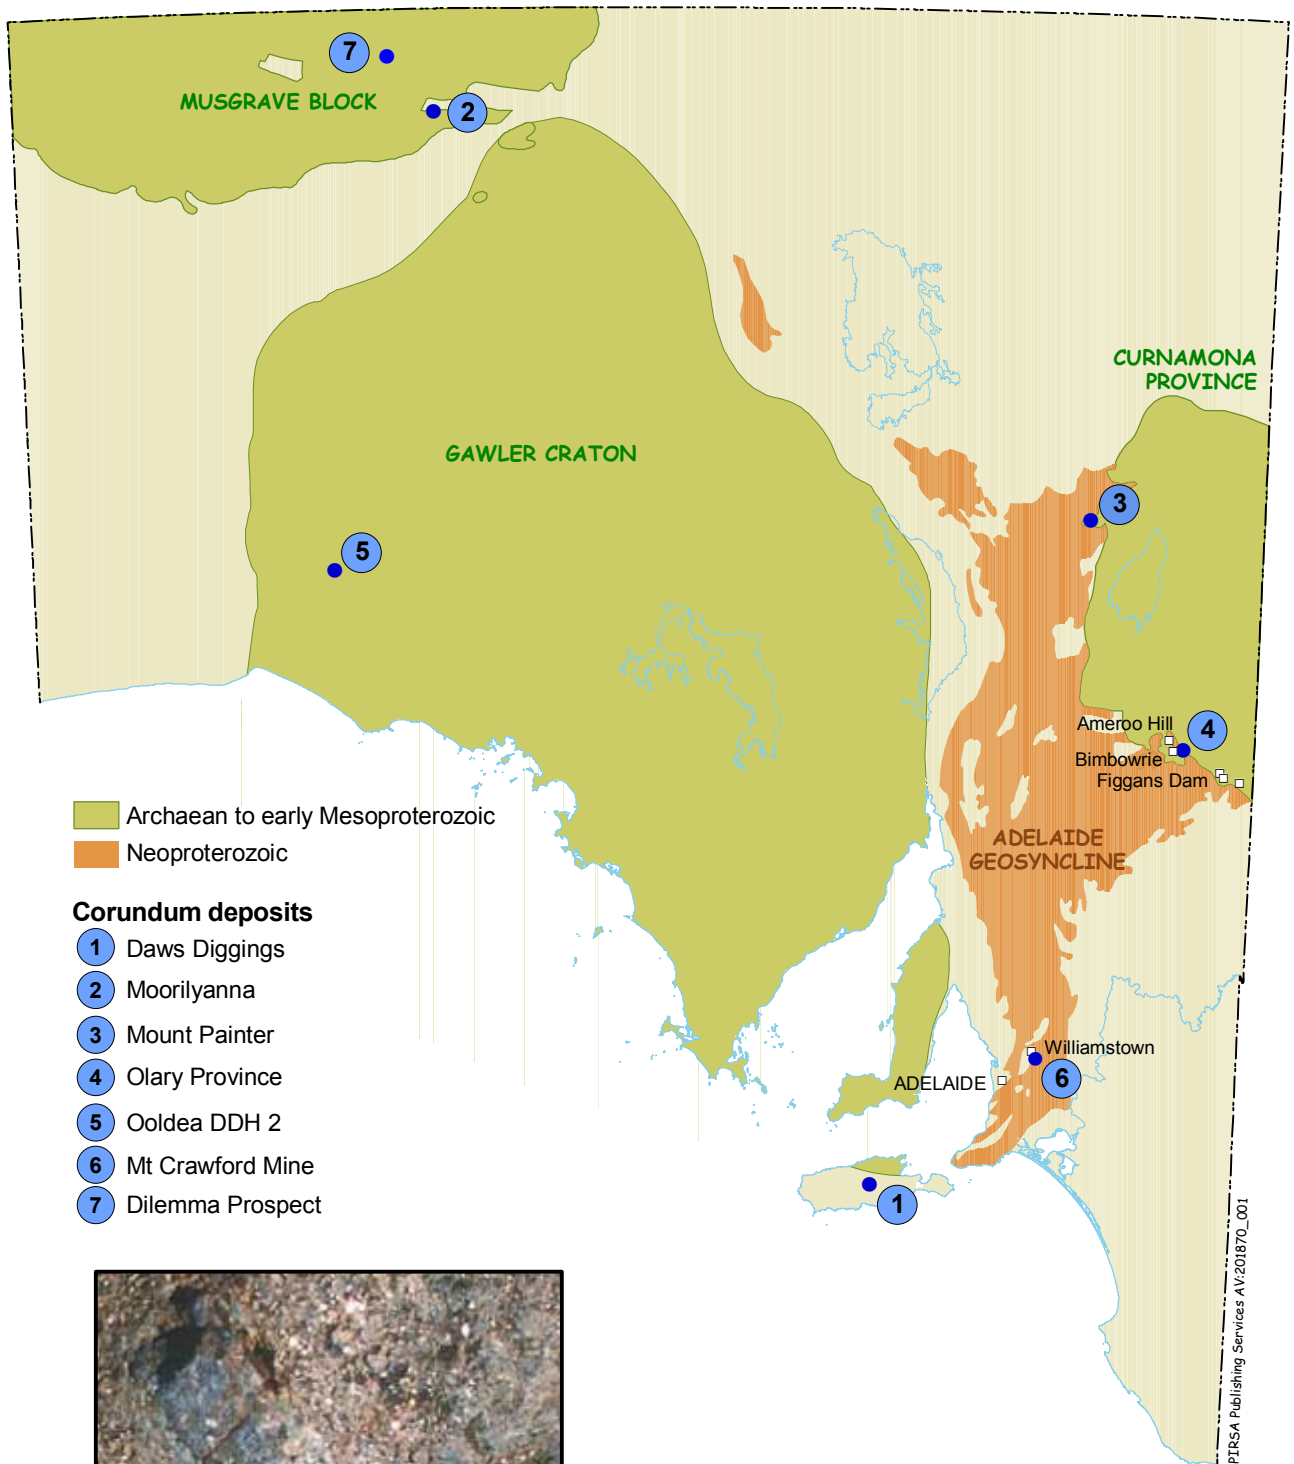 7
MUSGRAVE BLOCK
2
CURNAMONA
PROVINCE
GAWLER CRATON
3
5
Ameroo Hill
4
Bimbowrie
Figgans Dam
Archaean to early Mesoproterozoic
Neoproterozoic
ADELAIDE
GEOSYNCLINE
Corundum deposits
1 Daws Diggings
2 Moorilyanna
3 Mount Painter
4 Olary Province
5 Ooldea DDH 2
6 Mt Crawford Mine
7 Dilemma Prospect
Williamstown
ADELAIDE
6
1
PIRSA Publishing Services AV:201870_001